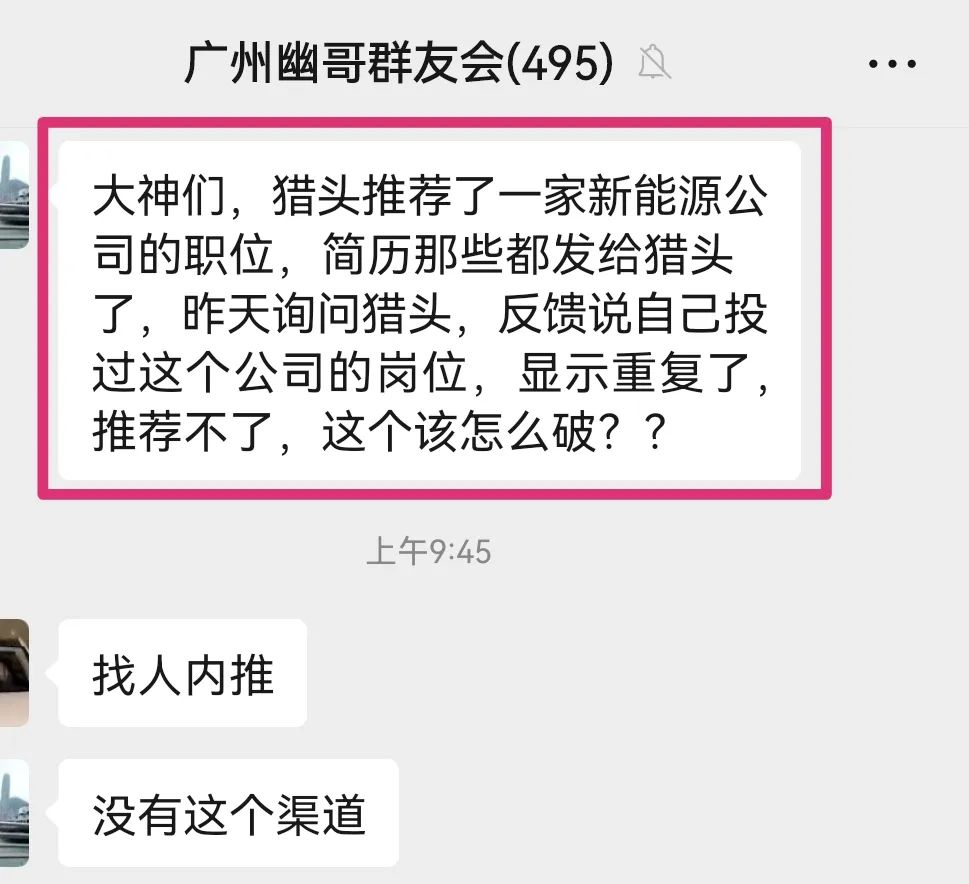 广州幽哥群友会(495)
大神们，猎头推荐了一家新能源公
司的职位，简历那些都发给猎头
了，昨天询问猎头，反馈说自己投
过这个公司的岗位，显示重复了，
推荐不了，这个该怎么破？？
上午9:45
找人内推
没有这个渠道